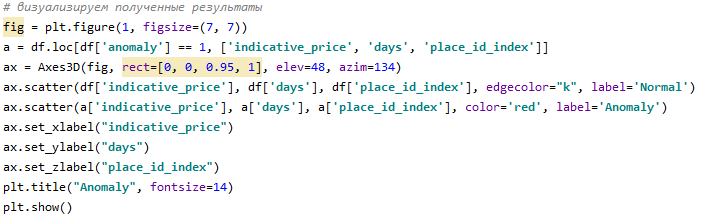 # визуализируем полученные результаты
fig = plt.figure(1, figsize=(7, 7))
a = df.loc[df['anomaly'] == 1, ['indicative_price', 'days', 'place_id_index']]
ax = Axes3D(fig, rect=[0, 0, 0.95, 1], elev=48, azim=134)
ax.scatter(df['indicative_price'], df['days'], df['place_id_index'], edgecolor="k", label='Normal')
ax.scatter(a['indicative_price'], a['days'], a['place_id_index'], color='red', label='Anomaly')
ax.set_xlabel("indicative_price")
ax.set_ylabel("days")
ax.set_zlabel("place_id_index")
plt.title("Anomaly", fontsize=14)
plt.show()